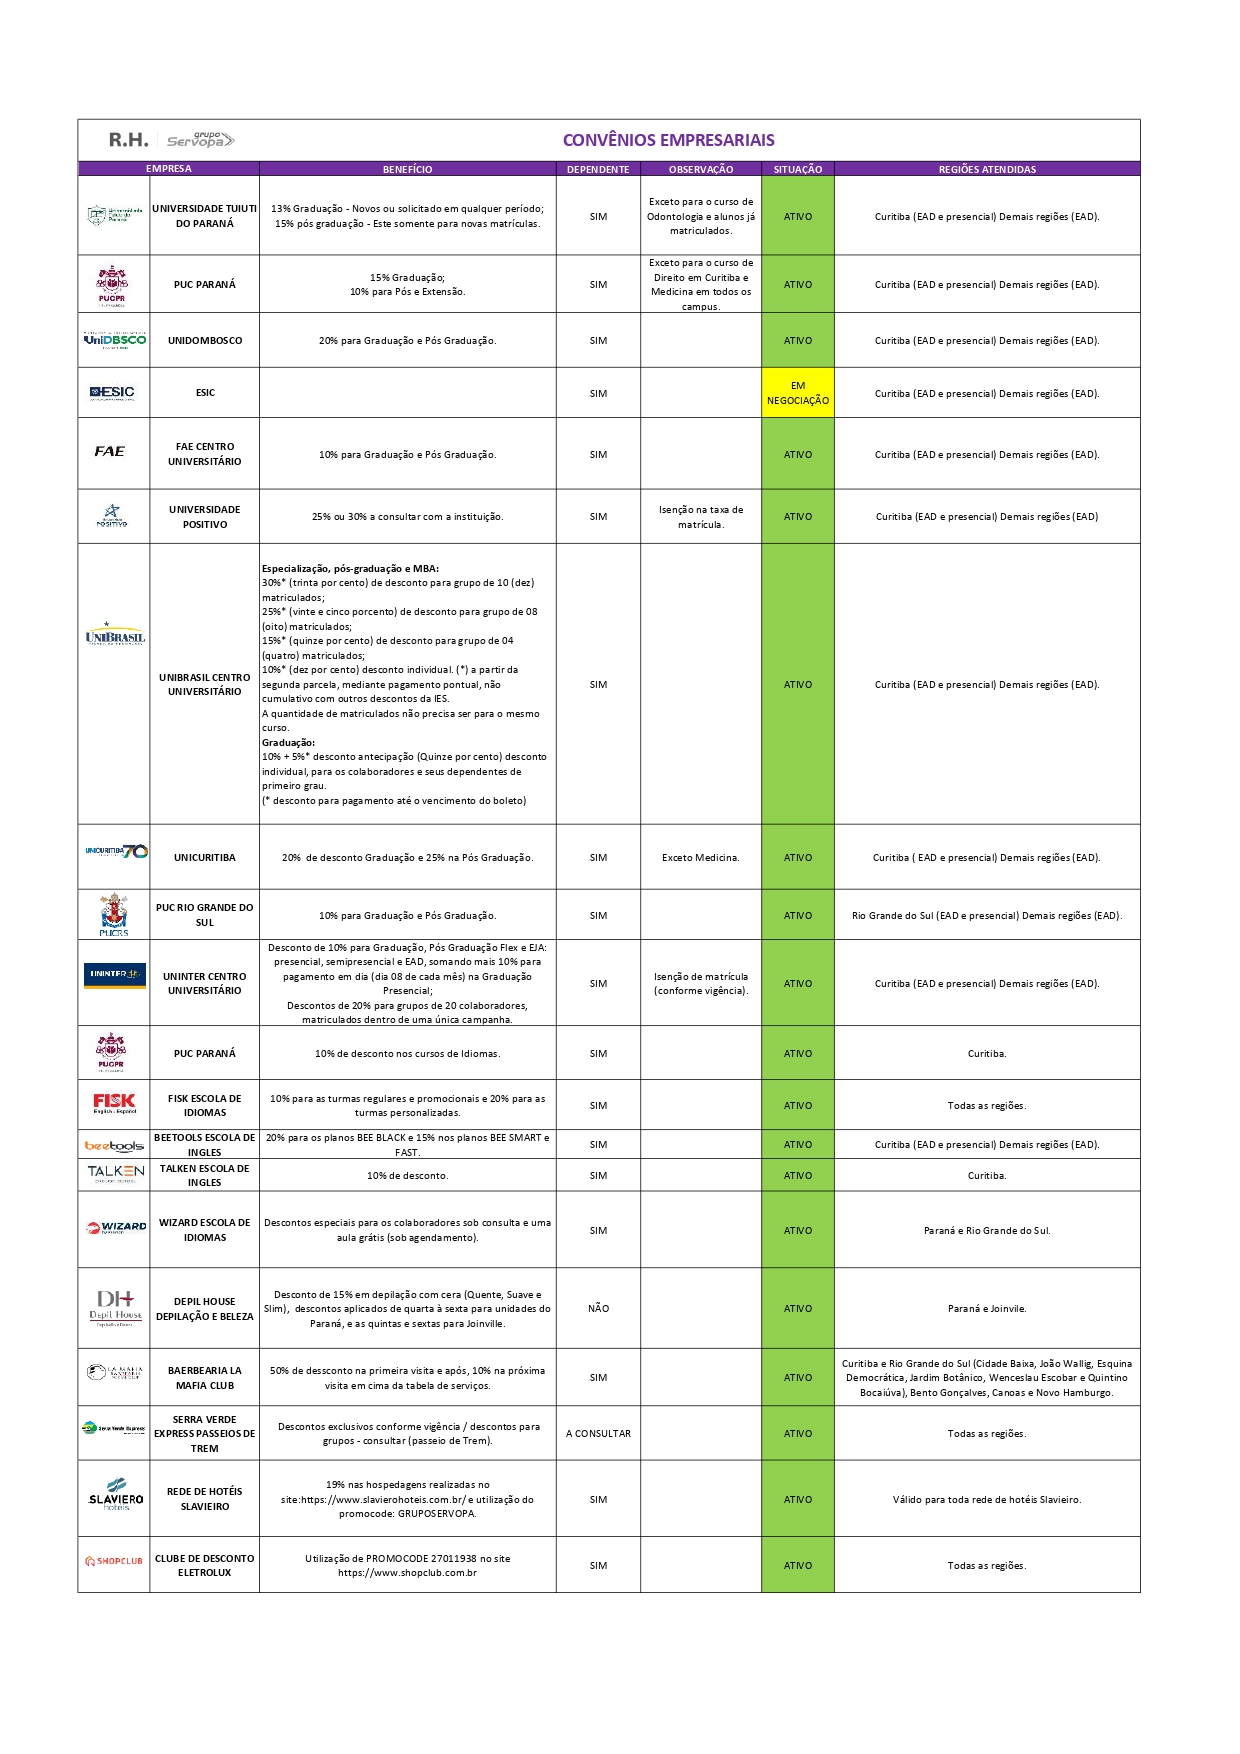 R.H. grupo Servopa
CONVÊNIOS EMPRESARIAIS
EMPRESA BENEFÍCIO DEPENDENTE OBSERVAÇÃO SITUAÇÃO REGIÕES ATENDIDAS
Universidade
Tuiuti do
Paraná
UNIVERSIDADE TUIUTI
DO PARANÁ
13% Graduação - Novos ou solicitado em qualquer período;
15% pós graduação - Este somente para novas matrículas.
SIM
Exceto para o curso de
Odontologia e alunos já
matriculados.
ATIVO
Curitiba (EAD e presencial) Demais regiões (EAD).
PUCPR
PUC PARANÁ
15% Graduação;
10% para Pós e Extensão.
SIM
Exceto para o curso de
Direito em Curitiba e
Medicina em todos os
campus.
ATIVO
Curitiba (EAD e presencial) Demais regiões (EAD).
UniDBSCO
UNIDOMBOSCO
20% para Graduação e Pós Graduação.
SIM
ATIVO
Curitiba (EAD e presencial) Demais regiões (EAD).
ESIC
ESIC
SIM
EM
NEGOCIAÇÃO
Curitiba (EAD e presencial) Demais regiões (EAD).
FAE
FAE CENTRO
UNIVERSITÁRIO
10% para Graduação e Pós Graduação.
SIM
ATIVO
Curitiba (EAD e presencial) Demais regiões (EAD).
POSITIVO
UNIVERSIDADE
POSITIVO
25% ou 30% a consultar com a instituição.
SIM
Isenção na taxa de
matrícula.
ATIVO
Curitiba (EAD e presencial) Demais regiões (EAD)
UNIBRASIL
UNIBRASIL CENTRO
UNIVERSITÁRIO
Especialização, pós-graduação e MBA:
30%* (trinta por cento) de desconto para grupo de 10 (dez)
matriculados;
25%* (vinte e cinco porcento) de desconto para grupo de 08
(oito) matriculados;
15%* (quinze por cento) de desconto para grupo de 04
(quatro) matriculados;
10%* (dez por cento) desconto individual. (*) a partir da
segunda parcela, mediante pagamento pontual, não
cumulativo com outros descontos da IES.
A quantidade de matriculados não precisa ser para o mesmo
curso.
Graduação:
10% + 5%* desconto antecipação (Quinze por cento) desconto
individual, para os colaboradores e seus dependentes de
primeiro grau.
(* desconto para pagamento até o vencimento do boleto)
SIM
ATIVO
Curitiba (EAD e presencial) Demais regiões (EAD).
UNICURITIBA 70
UNICURITIBA
20% de desconto Graduação e 25% na Pós Graduação.
SIM
Exceto Medicina.
ATIVO
Curitiba ( EAD e presencial) Demais regiões (EAD).
PUCRS
PUC RIO GRANDE DO
SUL
10% para Graduação e Pós Graduação.
SIM
ATIVO
Rio Grande do Sul (EAD e presencial) Demais regiões (EAD).
UNINTER
UNINTER CENTRO
UNIVERSITÁRIO
Desconto de 10% para Graduação, Pós Graduação Flex e EJA:
presencial, semipresencial e EAD, somando mais 10% para
pagamento em dia (dia 08 de cada mês) na Graduação
Presencial;
Descontos de 20% para grupos de 20 colaboradores,
matriculados dentro de uma única campanha.
SIM
Isenção de matrícula
(conforme vigência).
ATIVO
Curitiba (EAD e presencial) Demais regiões (EAD).
PUCPR
PUC PARANÁ
10% de desconto nos cursos de Idiomas.
SIM
ATIVO
Curitiba.
FISK
English · Español
FISK ESCOLA DE
IDIOMAS
10% para as turmas regulares e promocionais e 20% para as
turmas personalizadas.
SIM
ATIVO
Todas as regiões.
beetools
BEETOOLS ESCOLA DE
INGLES
20% para os planos BEE BLACK e 15% nos planos BEE SMART e
FAST.
SIM
ATIVO
Curitiba (EAD e presencial) Demais regiões (EAD).
TALKEN
TALKEN ESCOLA DE
INGLES
10% de desconto.
SIM
ATIVO
Curitiba.
WIZARD
WIZARD ESCOLA DE
IDIOMAS
Descontos especiais para os colaboradores sob consulta e uma
aula grátis (sob agendamento).
SIM
ATIVO
Paraná e Rio Grande do Sul.
DH
Depil House
DEPIL HOUSE
DEPILAÇÃO E BELEZA
Desconto de 15% em depilação com cera (Quente, Suave e
Slim), descontos aplicados de quarta à sexta para unidades do
Paraná, e as quintas e sextas para Joinville.
NÃO
ATIVO
Paraná e Joinvile.
LA MAFIA
BAERBEARIA LA
MAFIA CLUB
50% de dessconto na primeira visita e após, 10% na próxima
visita em cima da tabela de serviços.
SIM
ATIVO
Curitiba e Rio Grande do Sul (Cidade Baixa, João Wallig, Esquina
Democrática, Jardim Botânico, Wenceslau Escobar e Quintino
Bocaiúva), Bento Gonçalves, Canoas e Novo Hamburgo.
Serra Verde Express
SERRA VERDE
EXPRESS PASSEIOS DE
TREM
Descontos exclusivos conforme vigência / descontos para
grupos - consultar (passeio de Trem).
A CONSULTAR
ATIVO
Todas as regiões.
SLAVIERO
hotéis
REDE DE HOTÉIS
SLAVIEIRO
19% nas hospedagens realizadas no
site:https://www.slavierohoteis.com.br/ e utilização do
promocode: GRUPOSERVOPA.
SIM
ATIVO
Válido para toda rede de hotéis Slavieiro.
SHOPCLUB
CLUBE DE DESCONTO
ELETROLUX
Utilização de PROMOCODE 27011938 no site
https://www.shopclub.com.br
SIM
ATIVO
Todas as regiões.